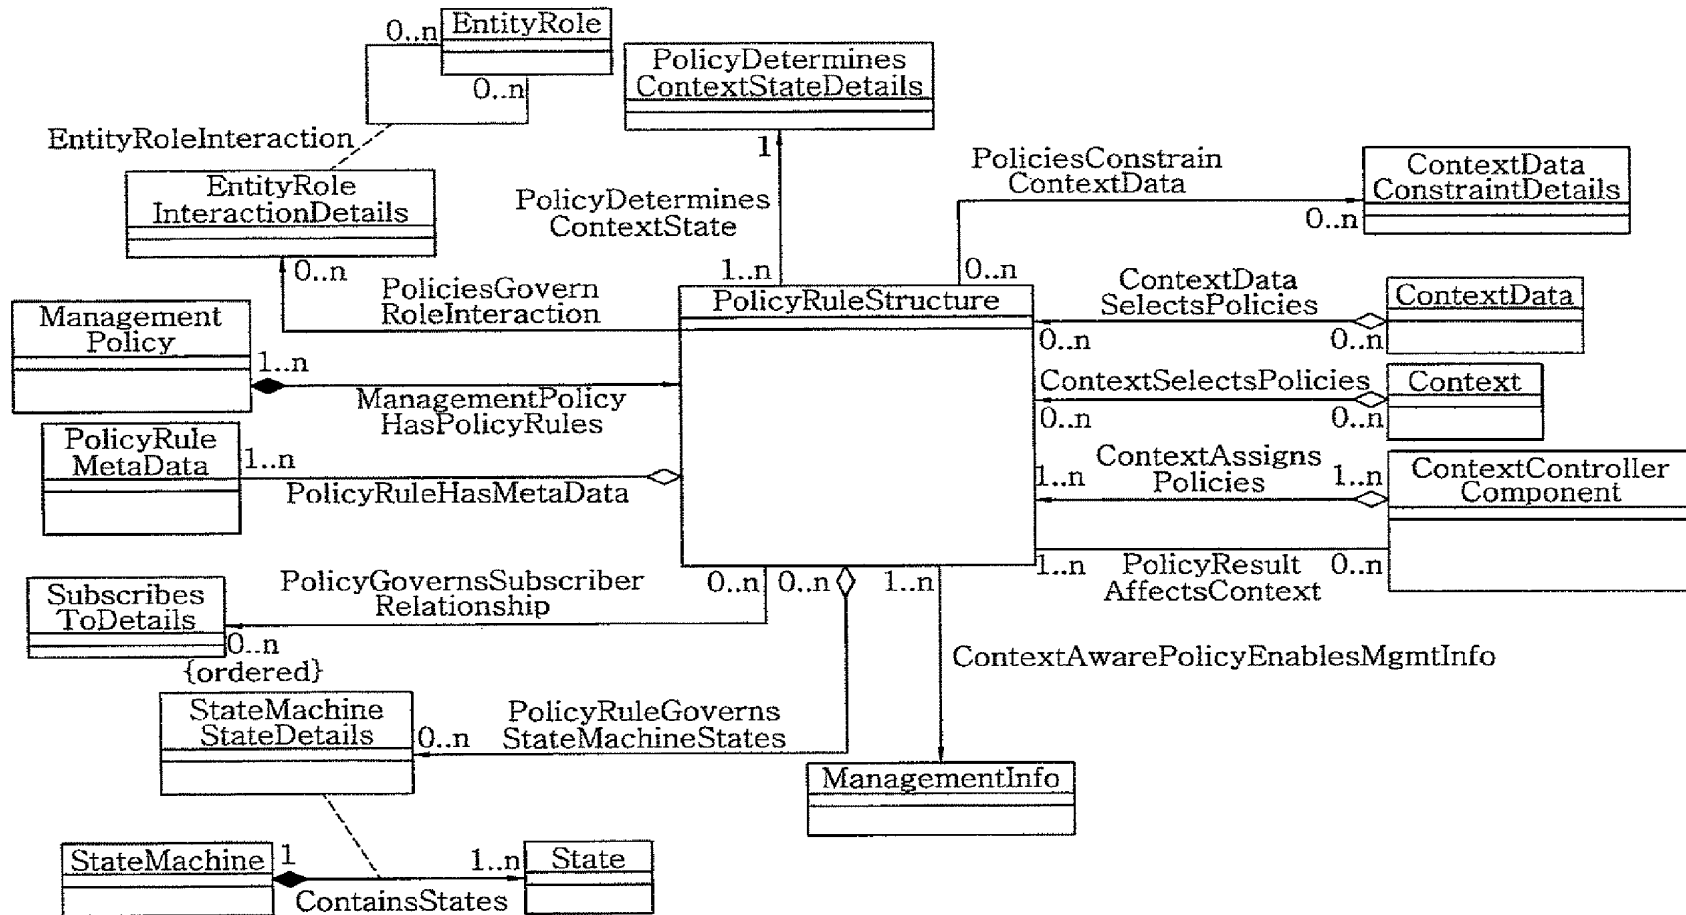 0..n
EntityRole
0..n
EntityRoleInteraction
EntityRole
InteractionDetails
0..n
PolicyDetermines
ContextStateDetails
1
PolicyDetermines
ContextState
1..n
PoliciesConstrain
ContextData
0..n
ContextData
ConstraintDetails
0..n
PoliciesGovern
RoleInteraction
PolicyRuleStructure
ContextData
SelectsPolicies
0..n
0..n
ContextData
Management
Policy
1..n
ManagementPolicy
HasPolicyRules
ContextSelectsPolicies
0..n
0..n
Context
PolicyRule
MetaData
1..n
PolicyRuleHasMetaData
ContextAssigns
Policies
1..n
1..n
ContextController
Component
1..n
PolicyResult
AffectsContext
0..n
Subscribes
ToDetails
PolicyGovernsSubscriber
Relationship
0..n
0..n
1..n
0..n
{ordered}
ContextAwarePolicyEnablesMgmtInfo
StateMachine
StateDetails
0..n
PolicyRuleGoverns
StateMachineStates
ManagementInfo
StateMachine
1
ContainsStates
1..n
State